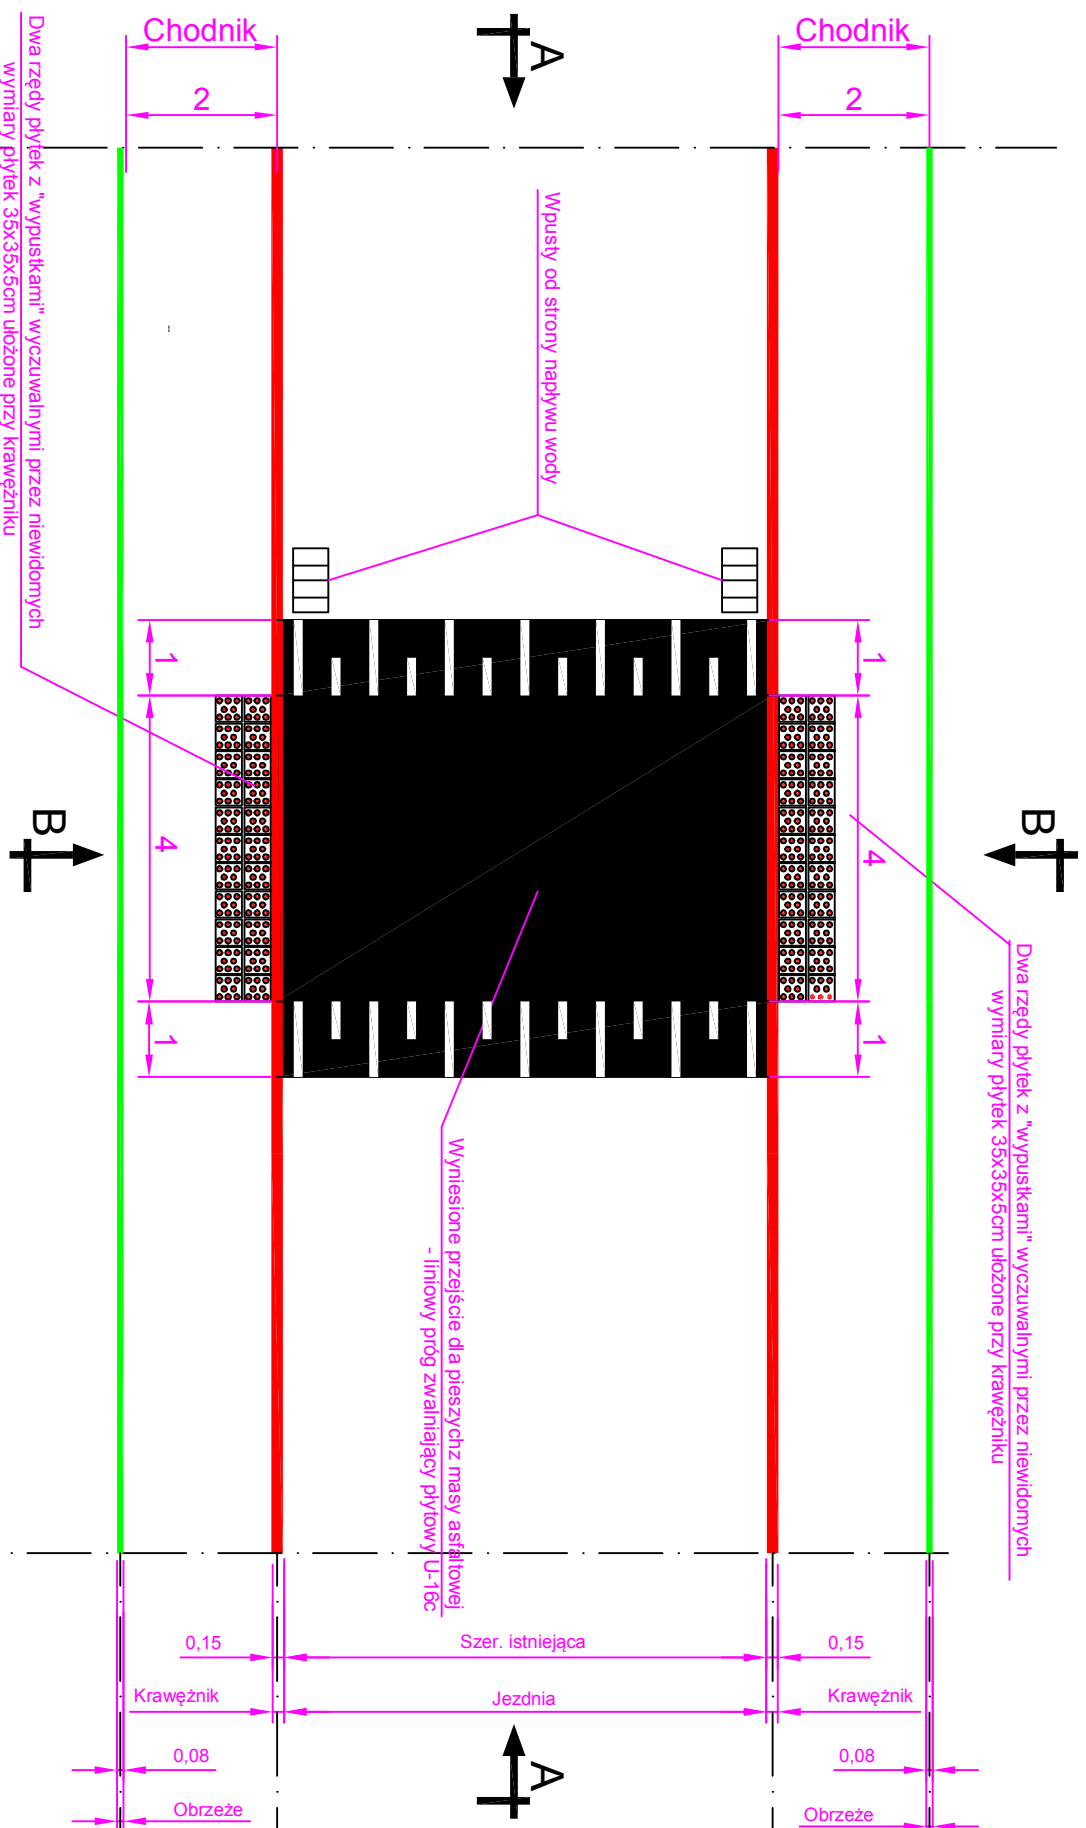 Chodnik
A
Chodnik
2
2
Dwa rzędy płytek z "wypustkami" wyczuwalnymi przez niewidomych
wymiary płytek 35x35x5cm ułożone przy krawężniku
Wpusty od strony napływu wody
1
1
4
4
B
B
1
1
Dwa rzędy płytek z "wypustkami" wyczuwalnymi przez niewidomych
wymiary płytek 35x35x5cm ułożone przy krawężniku
Wyniesione przejście dla pieszychz masy asfaltowej
- liniowy próg zwalniający płytowy U-16c
0,15
Szer. istniejąca
0,15
Krawężnik
Jezdnia
Krawężnik
0,08
A
0,08
Obrzeże
Obrzeże